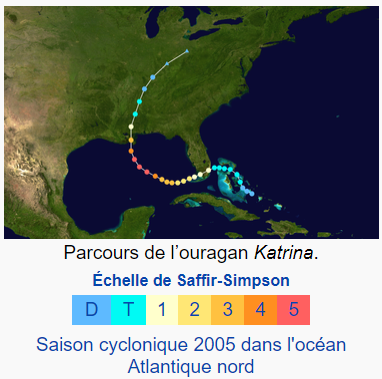 Parcours de l’ouragan Katrina.
Échelle de Saffir-Simpson
D T 1 2 3 4 5
Saison cyclonique 2005 dans l'océan
Atlantique nord